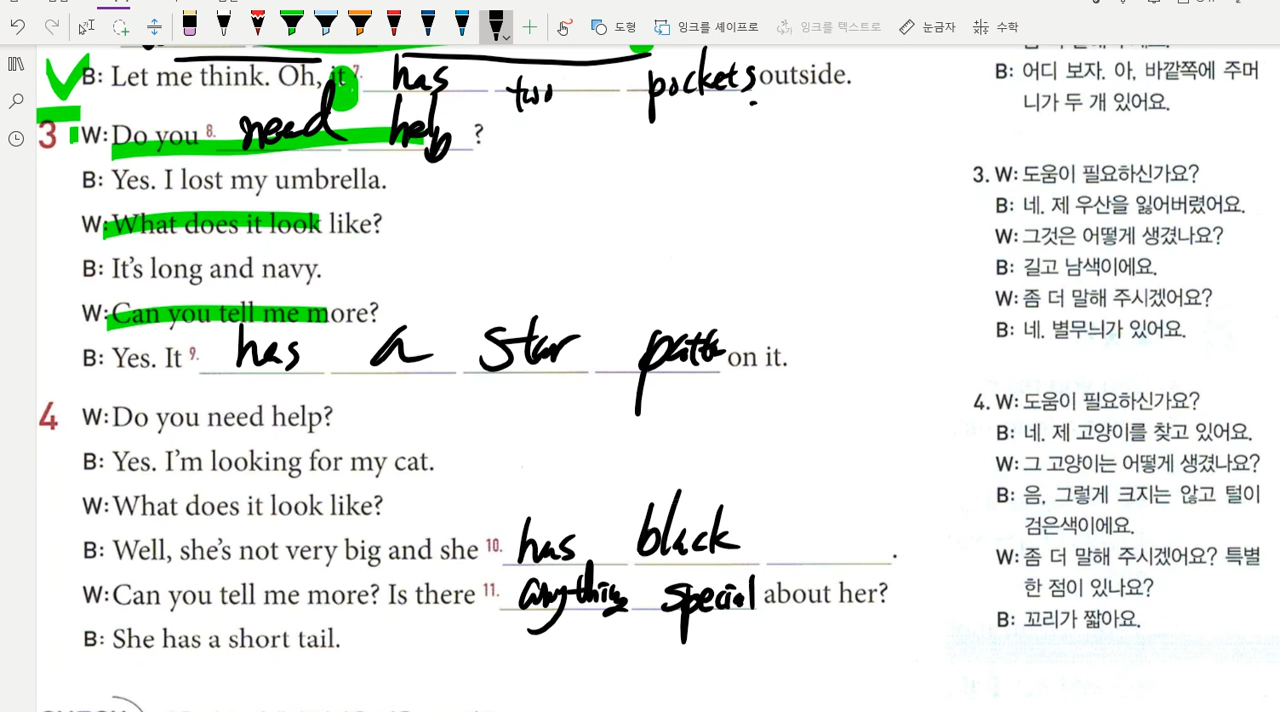 도형 잉크를 셰이프로 잉크를 텍스트로 눈금자 수학
B: Let me think. Oh, it 7. has two pockets outside.
3 W: Do you 8. need help ?
B: Yes. I lost my umbrella.
W: What does it look like?
B: It's long and navy.
W: Can you tell me more?
B: Yes. It 9. has a star patte on it.
4 W: Do you need help?
B: Yes. I'm looking for my cat.
W: What does it look like?
B: Well, she's not very big and she 10. has black .
W: Can you tell me more? Is there 11. anything special about her?
B: She has a short tail.
B: 어디 보자. 아, 바깥쪽에 주머
니가 두 개 있어요.
3. W: 도움이 필요하신가요?
B: 네. 제 우산을 잃어버렸어요.
W: 그것은 어떻게 생겼나요?
B: 길고 남색이에요.
W: 좀 더 말해 주시겠어요?
B: 네. 별무늬가 있어요.
4. W: 도움이 필요하신가요?
B: 네. 제 고양이를 찾고 있어요.
W: 그 고양이는 어떻게 생겼나요?
B: 음, 그렇게 크지는 않고 털이
검은색이에요.
W: 좀 더 말해 주시겠어요? 특별
한 점이 있나요?
B: 꼬리가 짧아요.